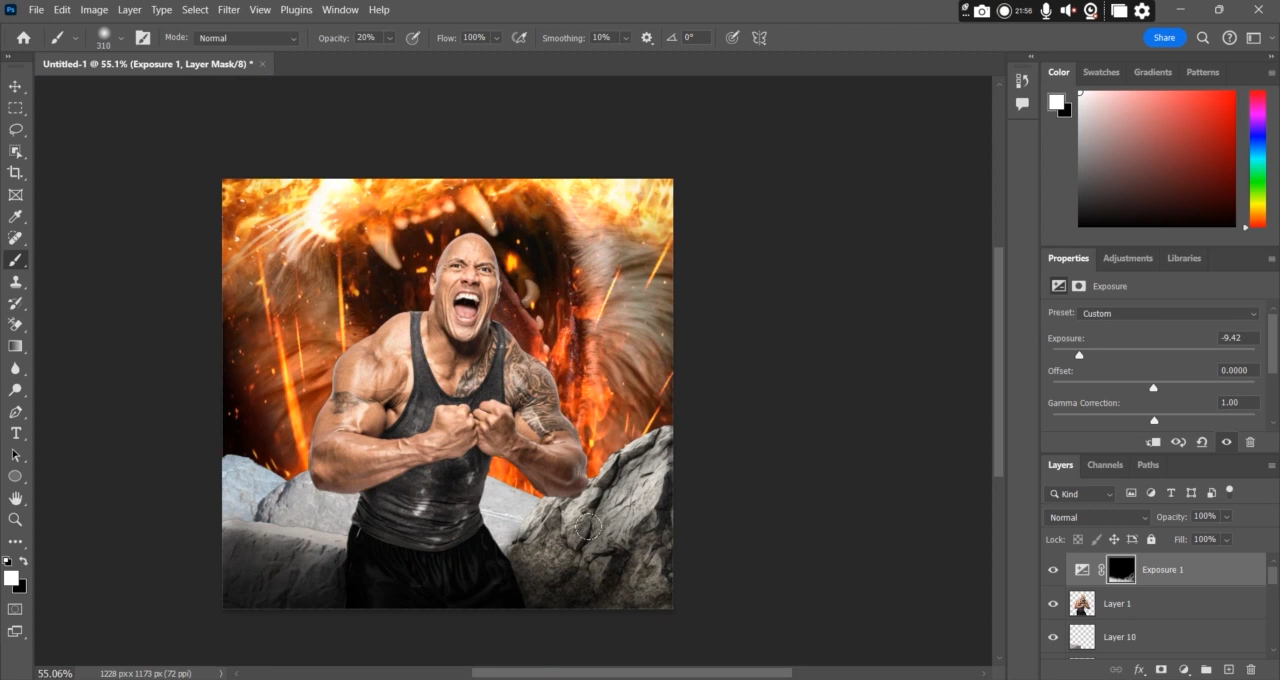 Ps File Edit Image Layer Type Select Filter View Plugins Window Help 21:56
310 Mode: Normal Opacity: 20% Flow: 100% Smoothing: 10% 0° Share
Untitled-1 @ 55.1% (Exposure 1, Layer Mask/8) *
Color Swatches Gradients Patterns
Properties Adjustments Libraries
Exposure
Preset: Custom
Exposure: -9.42
Offset: 0.0000
Gamma Correction: 1.00
Layers Channels Paths
Kind
Normal Opacity: 100%
Lock: Fill: 100%
Exposure 1
Layer 1
Layer 10
55.06% 1228 px x 1173 px (72 ppi)